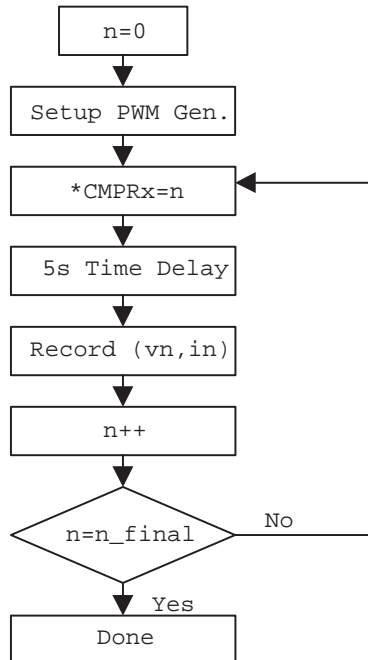 n=0
Setup PWM Gen.
*CMPRx=n
5s Time Delay
Record (vn,in)
n++
n=n_final
No
Yes
Done